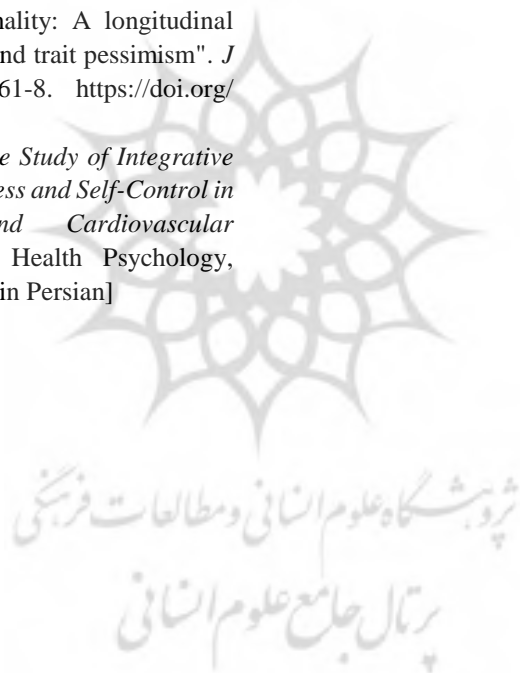 nality: A longitudinal
nd trait pessimism". J
61-8. https://doi.org/
e Study of Integrative
ess and Self-Control in
nd Cardiovascular
Health Psychology,
in Persian]
پژوهشگاه علوم انسانی و مطالعات فرهنگی
پرتال جامع علوم انسانی